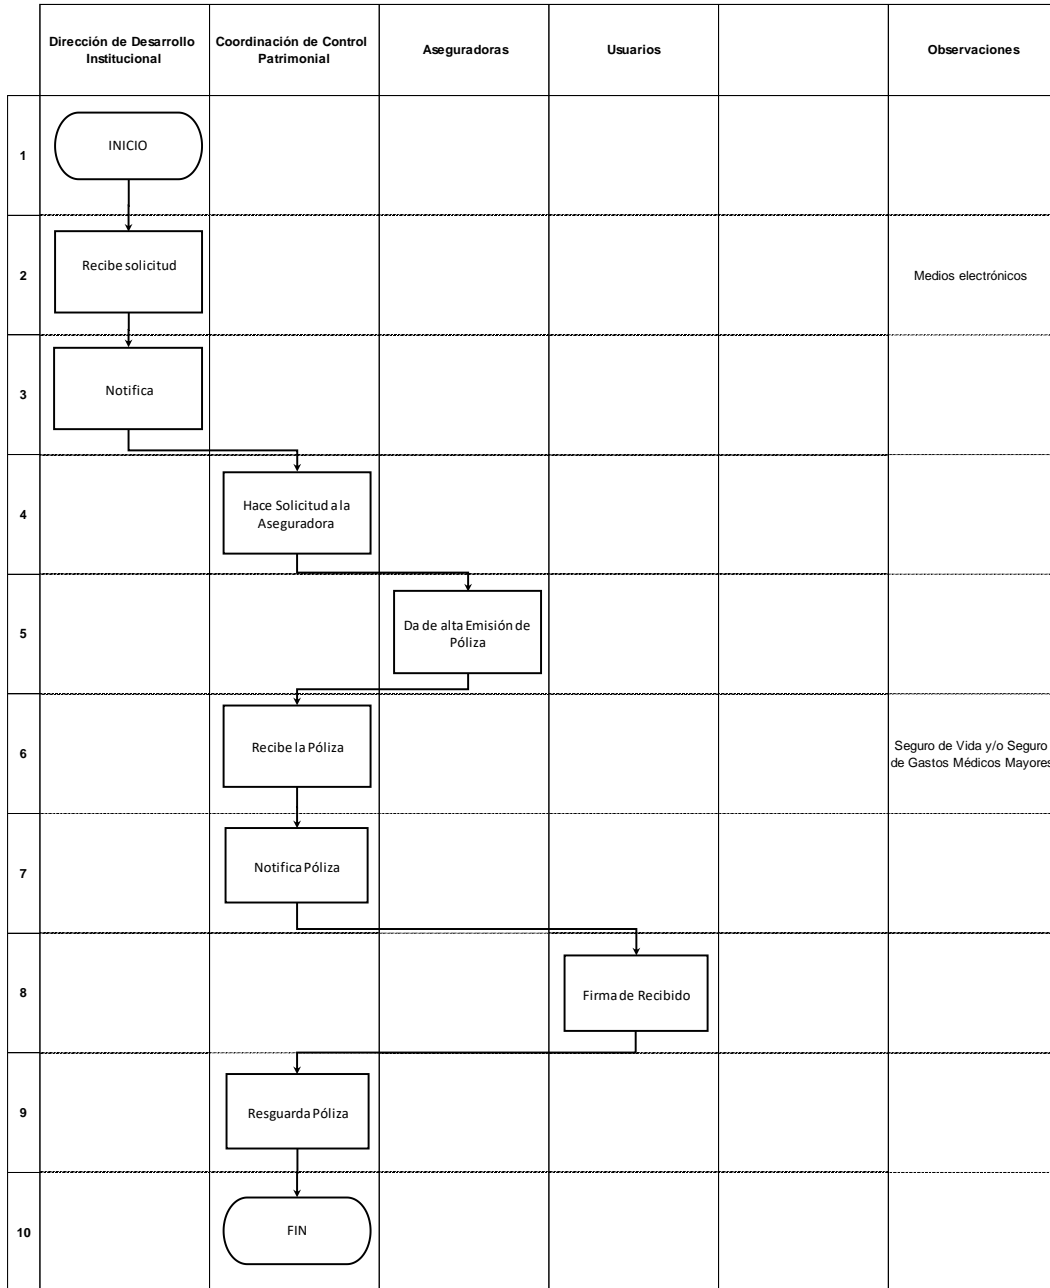 Dirección de Desarrollo
Institucional
Coordinación de Control
Patrimonial
Aseguradoras
Usuarios
Observaciones
1
INICIO
2
Recibe solicitud
Medios electrónicos
3
Notifica
4
Hace Solicitud a la
Aseguradora
5
Da de alta Emisión de
Póliza
6
Recibe la Póliza
Seguro de Vida y/o Seguro
de Gastos Médicos Mayores
7
Notifica Póliza
8
Firma de Recibido
9
Resguarda Póliza
10
FIN